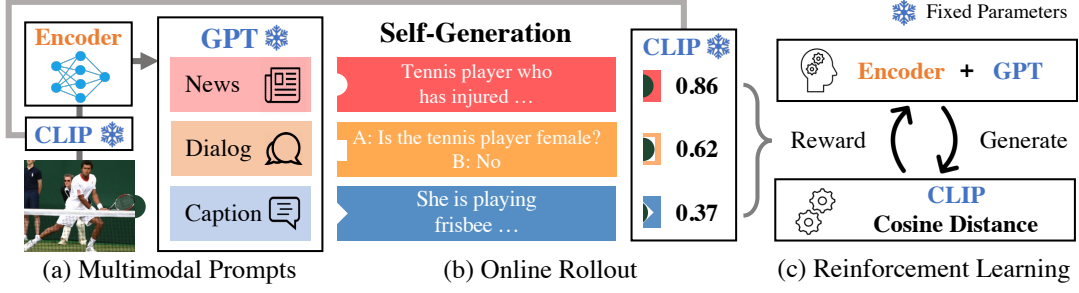 Fixed Parameters
Encoder
CLIP
GPT
News
Dialog
Caption
Self-Generation
Tennis player who
has injured …
A: Is the tennis player female?
B: No
She is playing
frisbee …
CLIP
0.86
0.62
0.37
Encoder + GPT
Reward
Generate
CLIP
Cosine Distance
(a) Multimodal Prompts
(b) Online Rollout
(c) Reinforcement Learning